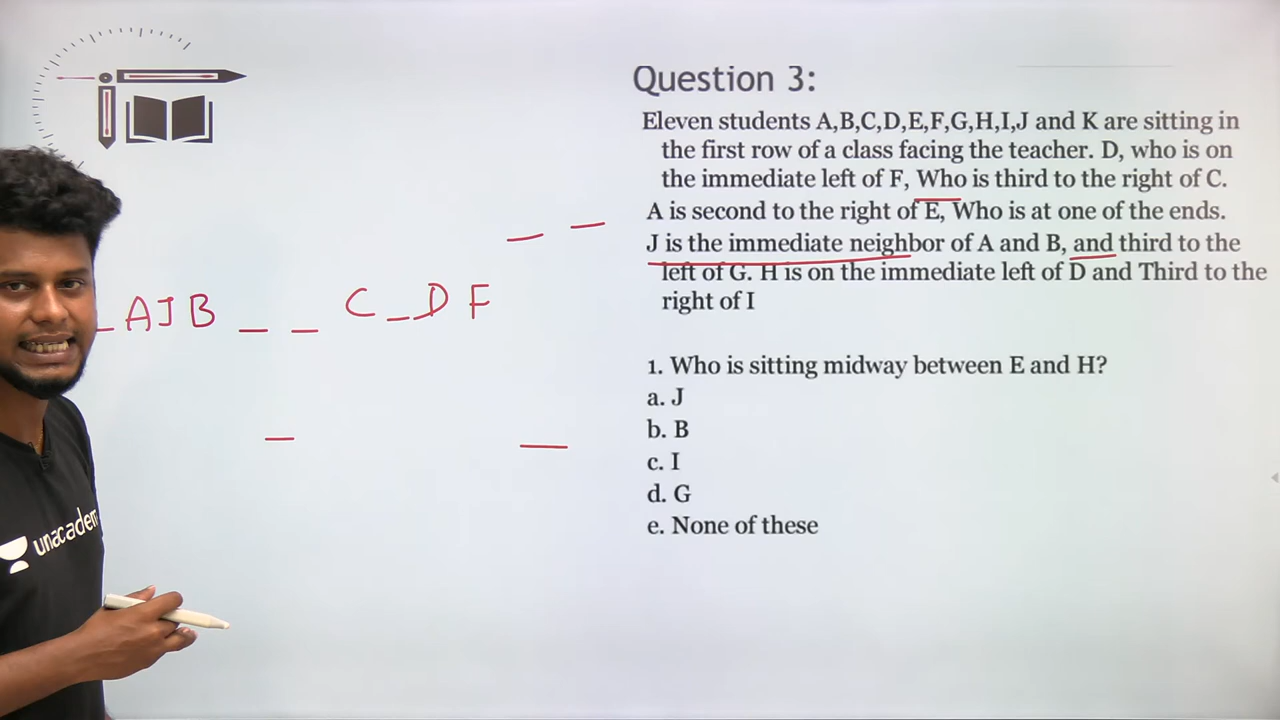 Question 3:
Eleven students A,B,C,D,E,F,G,H,I,J and K are sitting in
the first row of a class facing the teacher. D, who is on
the immediate left of F, Who is third to the right of C.
A is second to the right of E, Who is at one of the ends.
J is the immediate neighbor of A and B, and third to the
left of G. H is on the immediate left of D and Third to the
right of I
1. Who is sitting midway between E and H?
a. J
b. B
c. I
d. G
e. None of these
_ _
_ A J B _ _ C _ D F
_ _
unacadem